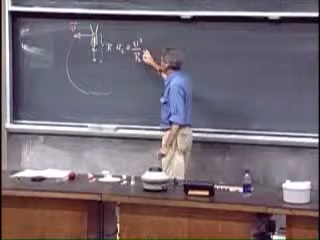 v
R a_c = v²/R